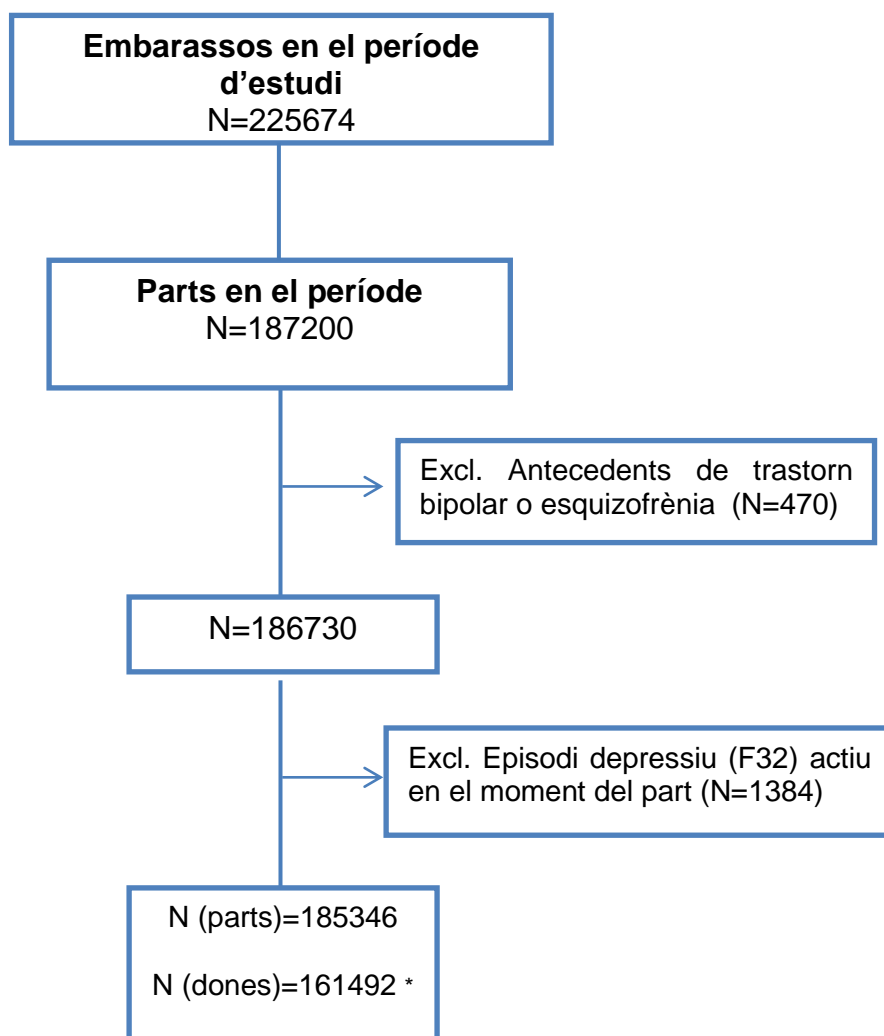 Embarassos en el període
d’estudi
N=225674
Parts en el període
N=187200
Excl. Antecedents de trastorn
bipolar o esquizofrènia (N=470)
N=186730
Excl. Episodi depressiu (F32) actiu
en el moment del part (N=1384)
N (parts)=185346
N (dones)=161492 *